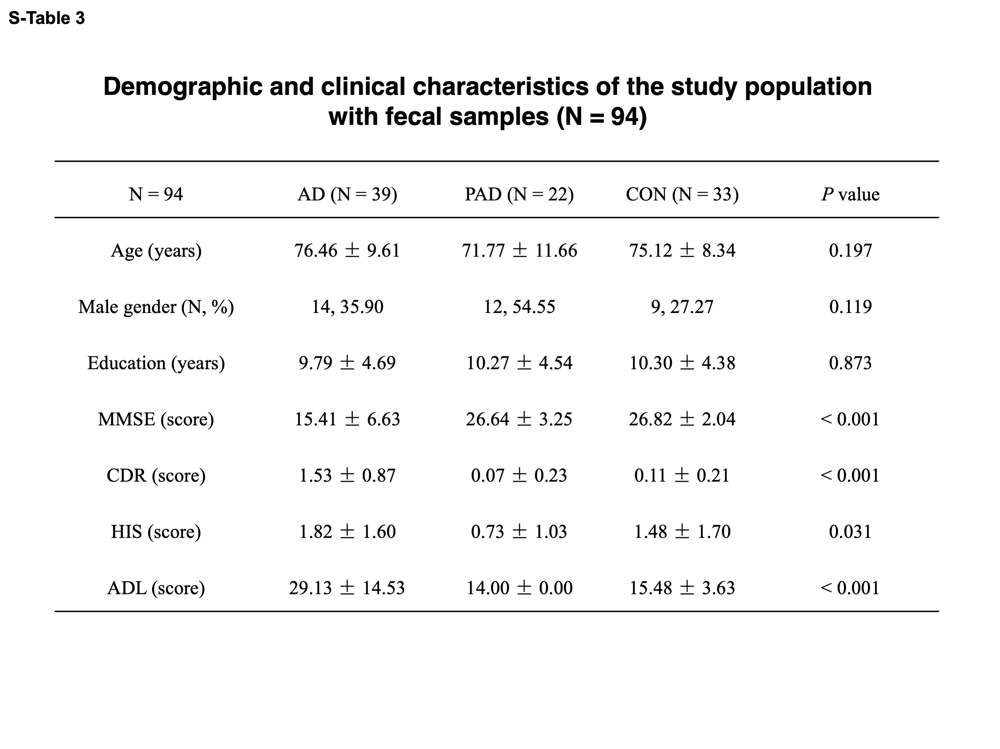 S-Table 3
Demographic and clinical characteristics of the study population
with fecal samples (N = 94)
N = 94 AD (N = 39) PAD (N = 22) CON (N = 33) P value
Age (years) 76.46 ± 9.61 71.77 ± 11.66 75.12 ± 8.34 0.197
Male gender (N, %) 14, 35.90 12, 54.55 9, 27.27 0.119
Education (years) 9.79 ± 4.69 10.27 ± 4.54 10.30 ± 4.38 0.873
MMSE (score) 15.41 ± 6.63 26.64 ± 3.25 26.82 ± 2.04 < 0.001
CDR (score) 1.53 ± 0.87 0.07 ± 0.23 0.11 ± 0.21 < 0.001
HIS (score) 1.82 ± 1.60 0.73 ± 1.03 1.48 ± 1.70 0.031
ADL (score) 29.13 ± 14.53 14.00 ± 0.00 15.48 ± 3.63 < 0.001